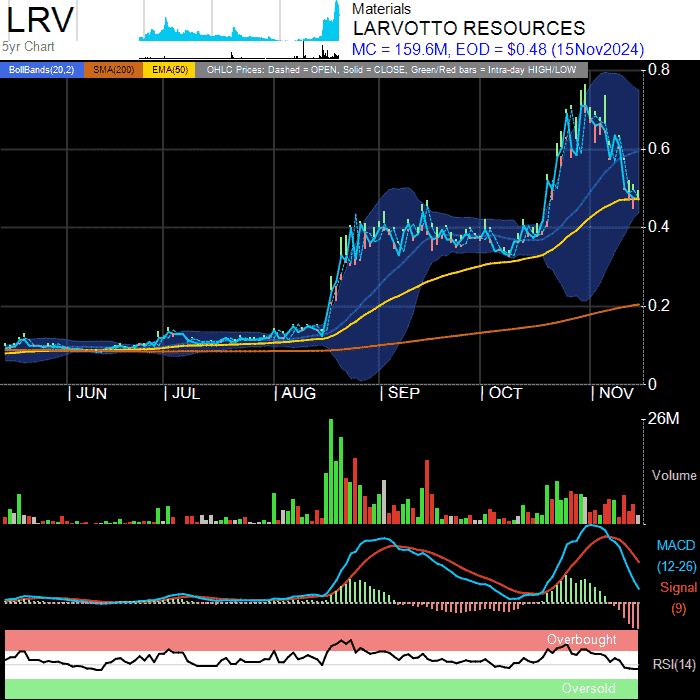 LRV
5yr Chart
Materials
LARVOTTO RESOURCES
MC = 159.6M, EOD = $0.48 (15Nov2024)
BollBands(20,2) SMA(200) EMA(50) OHLC Prices: Dashed = OPEN, Solid = CLOSE, Green/Red bars = Intra-day HIGH/LOW
0.8
0.6
0.4
0.2
0
JUN JUL AUG SEP OCT NOV
26M
Volume
MACD
(12-26)
Signal
(9)
Overbought
RSI(14)
Oversold